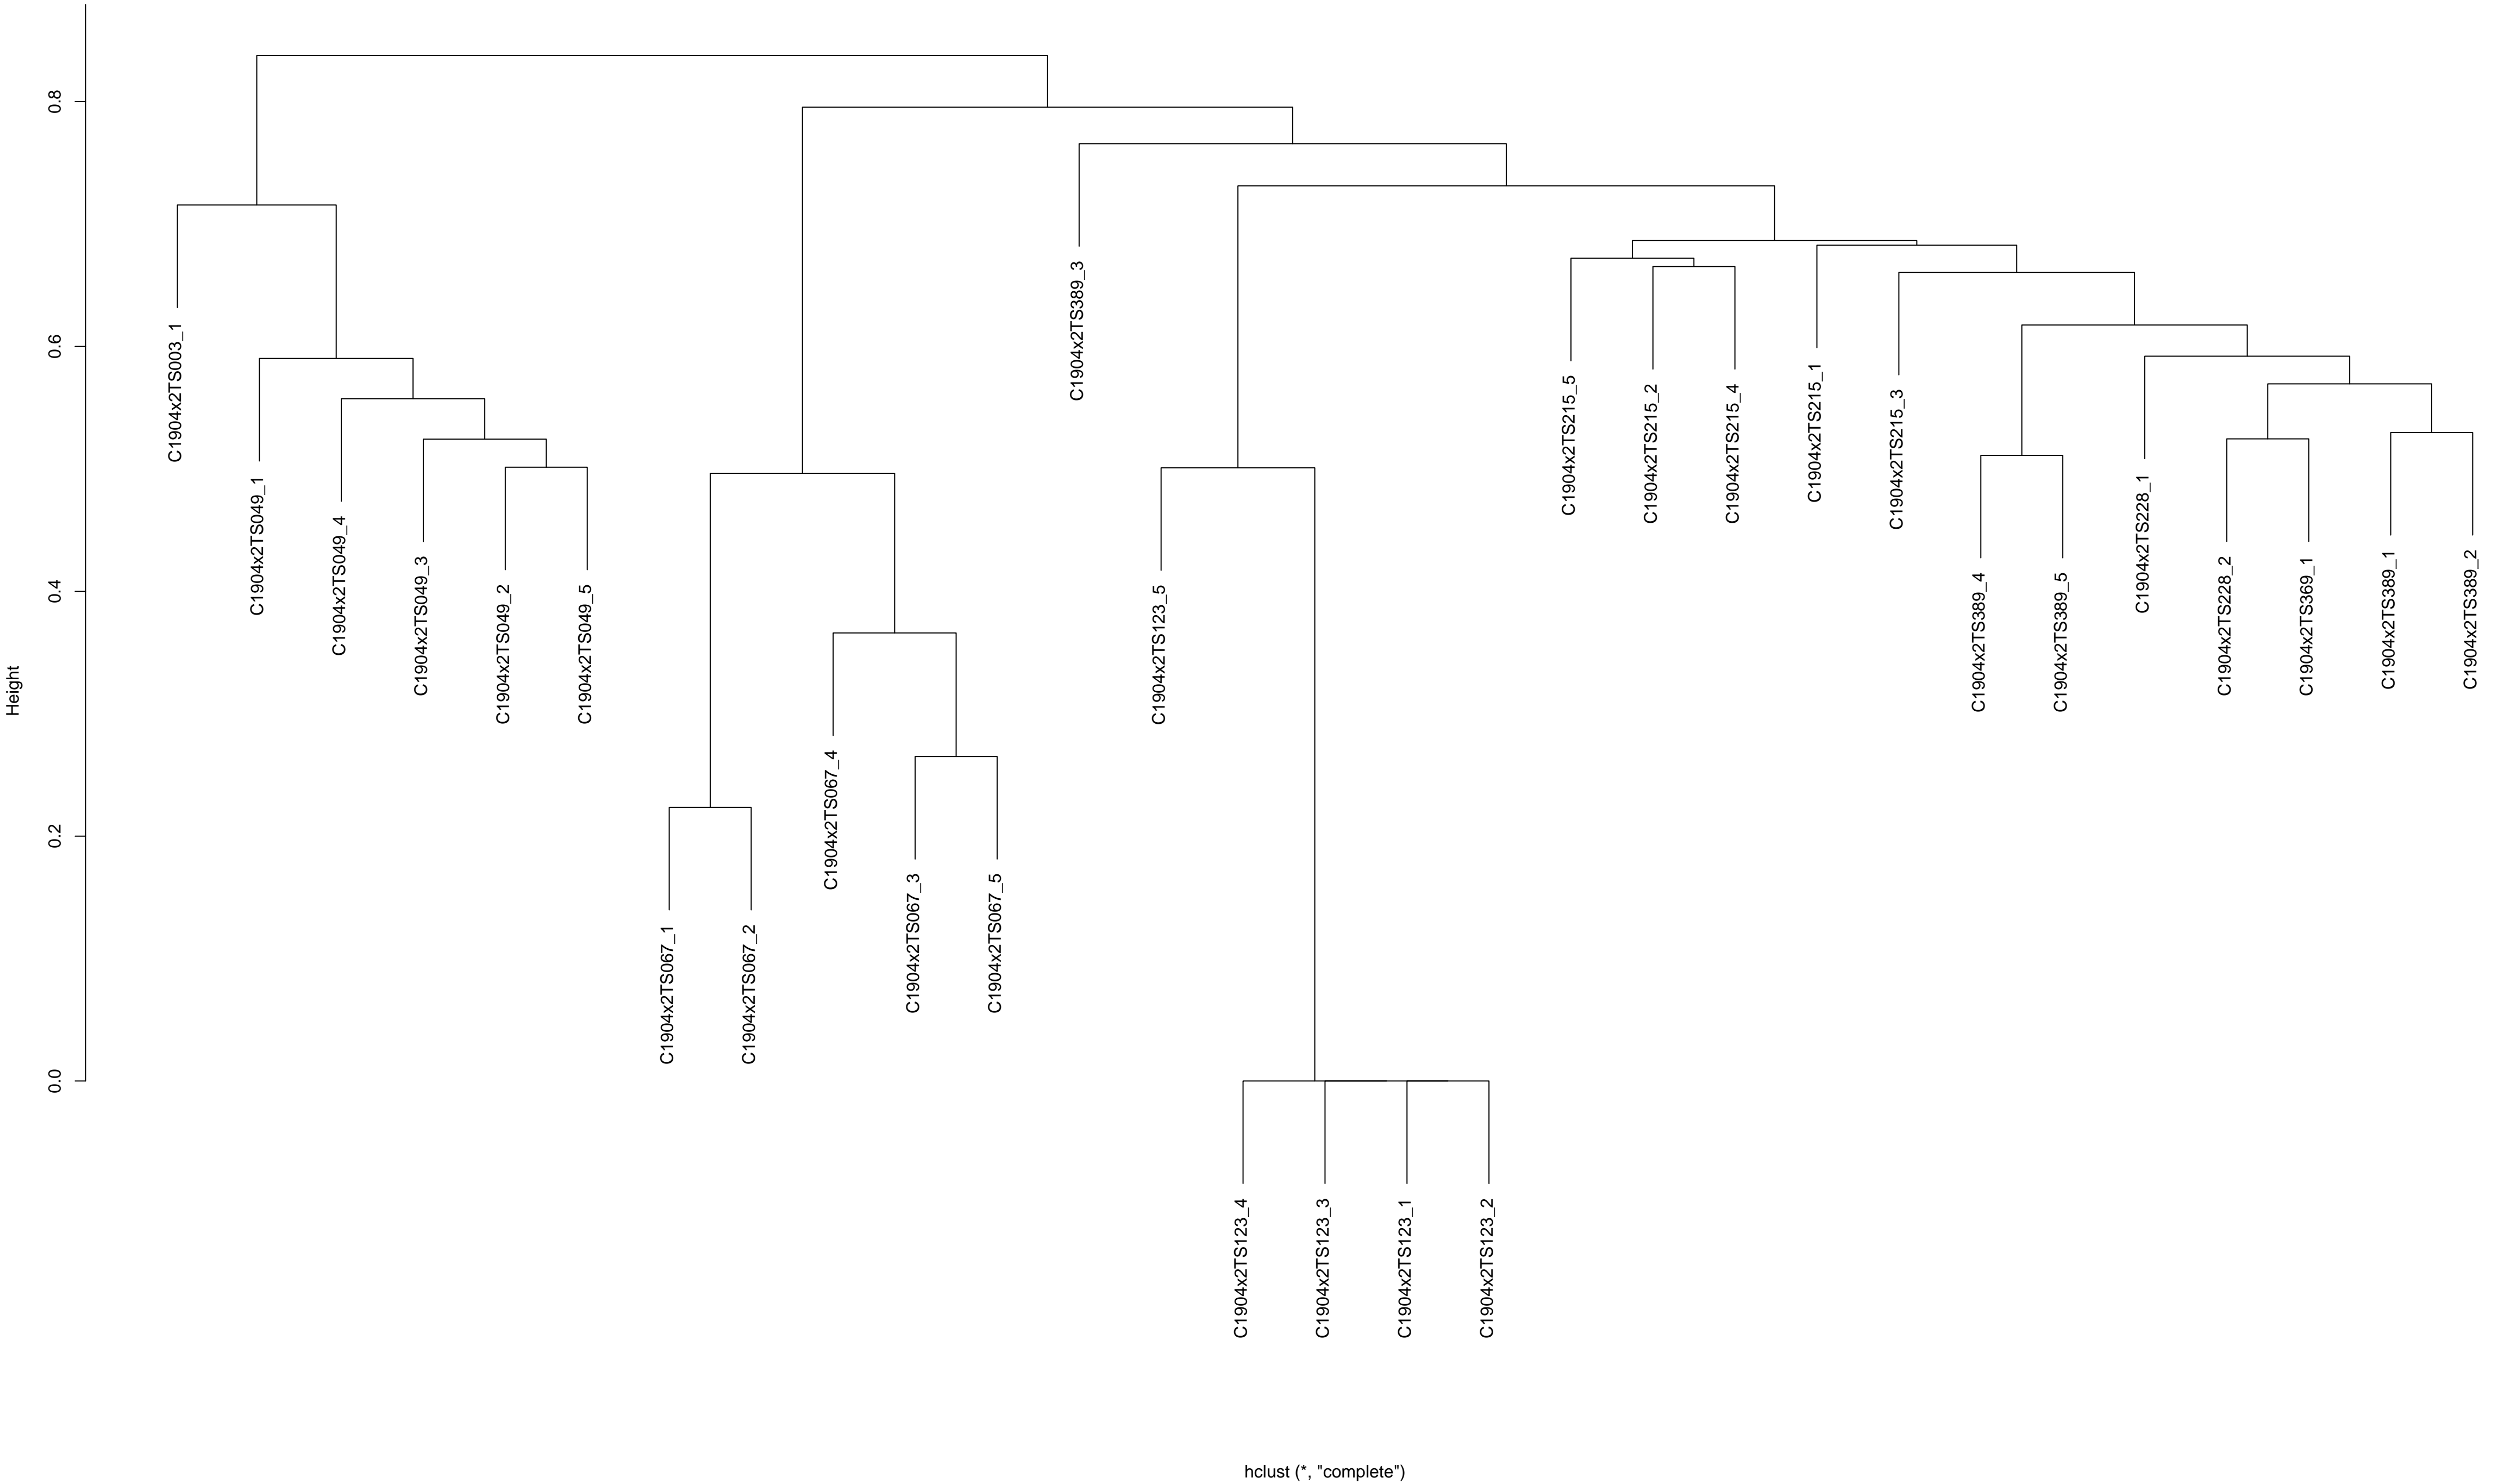 Height
0.0
0.2
0.4
0.6
0.8
C1904x2TS003_1
C1904x2TS049_1
C1904x2TS049_4
C1904x2TS049_3
C1904x2TS049_2
C1904x2TS049_5
C1904x2TS067_1
C1904x2TS067_2
C1904x2TS067_4
C1904x2TS067_3
C1904x2TS067_5
C1904x2TS389_3
C1904x2TS123_5
C1904x2TS123_4
C1904x2TS123_3
C1904x2TS123_1
C1904x2TS123_2
C1904x2TS215_5
C1904x2TS215_2
C1904x2TS215_4
C1904x2TS215_1
C1904x2TS215_3
C1904x2TS389_4
C1904x2TS389_5
C1904x2TS228_1
C1904x2TS228_2
C1904x2TS369_1
C1904x2TS389_1
C1904x2TS389_2
hclust (*, "complete")